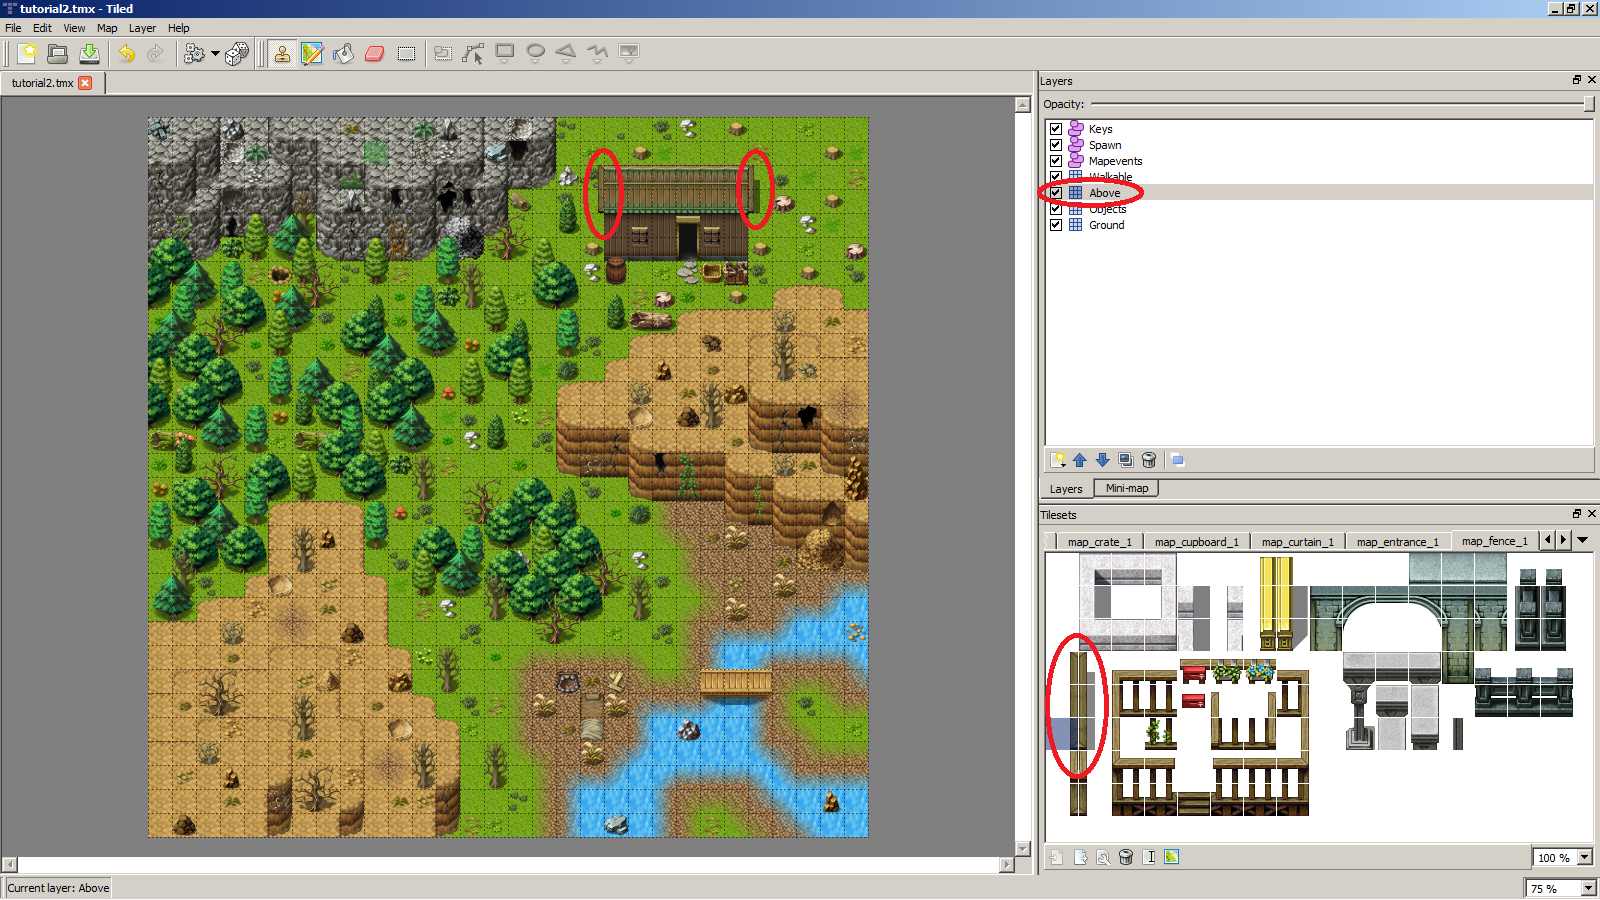 tutorial2.tmx - Tiled
File Edit View Map Layer Help
tutorial2.tmx
Layers
Opacity:
Keys
Spawn
Mapevents
Walkable
Above
Objects
Ground
Layers Mini-map
Tilesets
map_crate_1 map_cupboard_1 map_curtain_1 map_entrance_1 map_fence_1
100 %
Current layer: Above
75 %